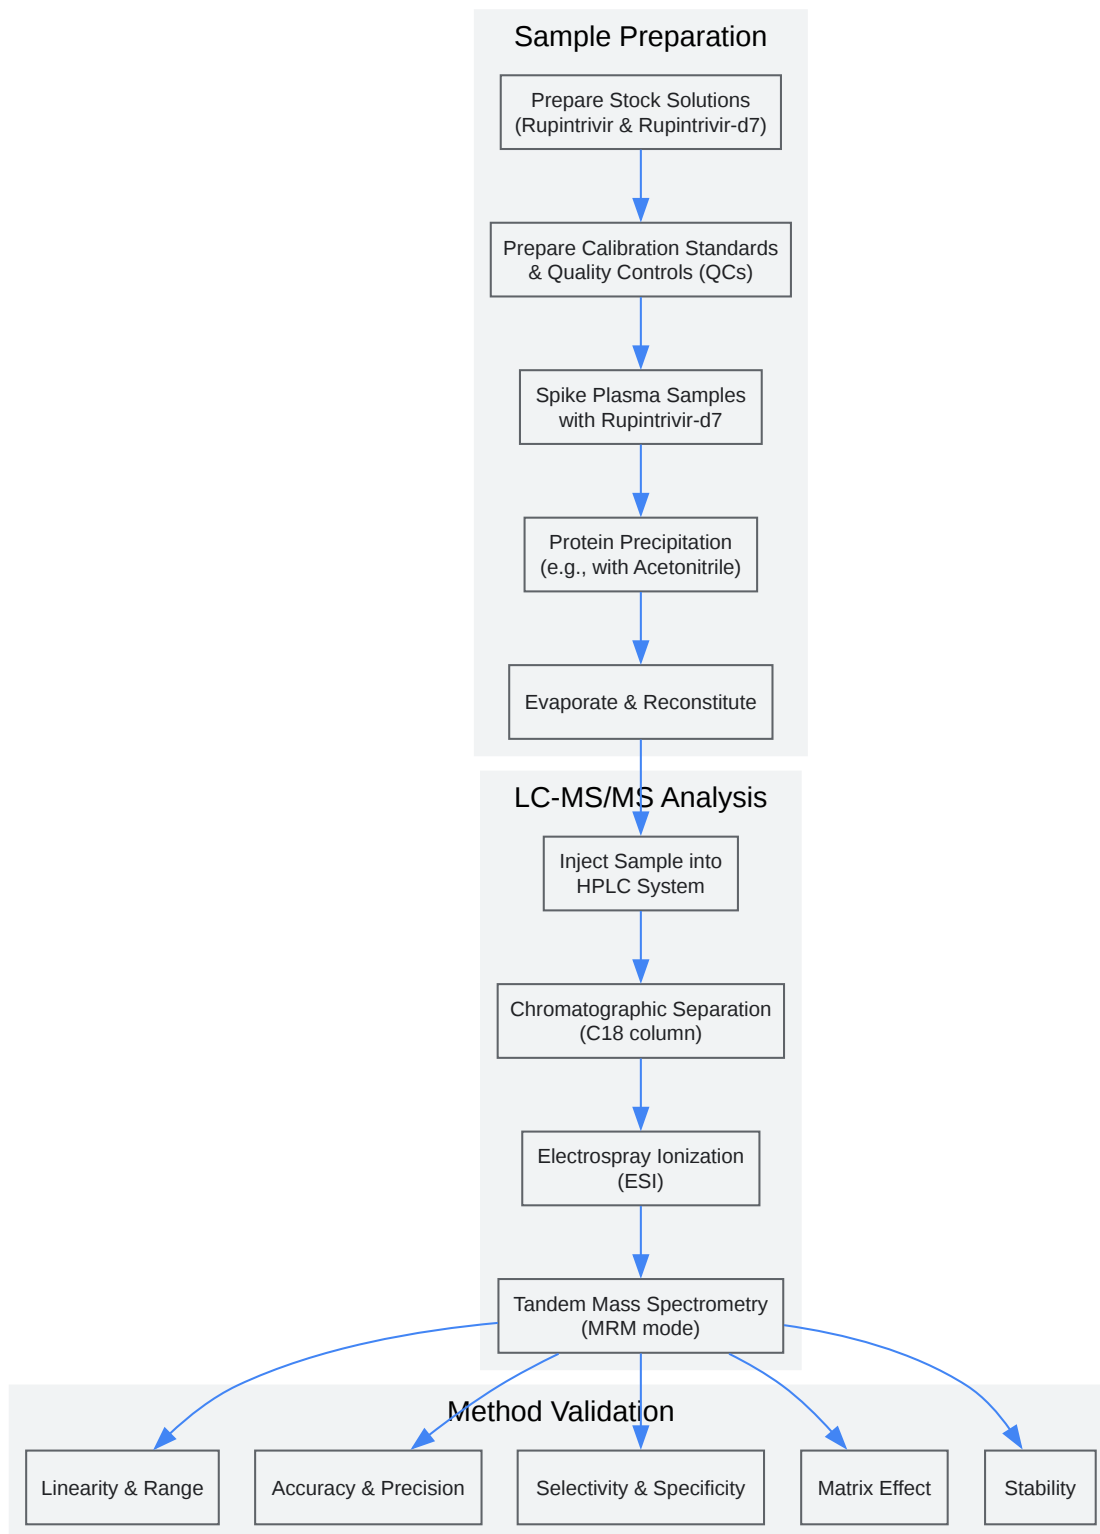 Sample Preparation
Prepare Stock Solutions
(Rupintrivir & Rupintrivir-d7)
Prepare Calibration Standards
& Quality Controls (QCs)
Spike Plasma Samples
with Rupintrivir-d7
Protein Precipitation
(e.g., with Acetonitrile)
Evaporate & Reconstitute
LC-MS/MS Analysis
Inject Sample into
HPLC System
Chromatographic Separation
(C18 column)
Electrospray Ionization
(ESI)
Tandem Mass Spectrometry
(MRM mode)
Method Validation
Linearity & Range
Accuracy & Precision
Selectivity & Specificity
Matrix Effect
Stability